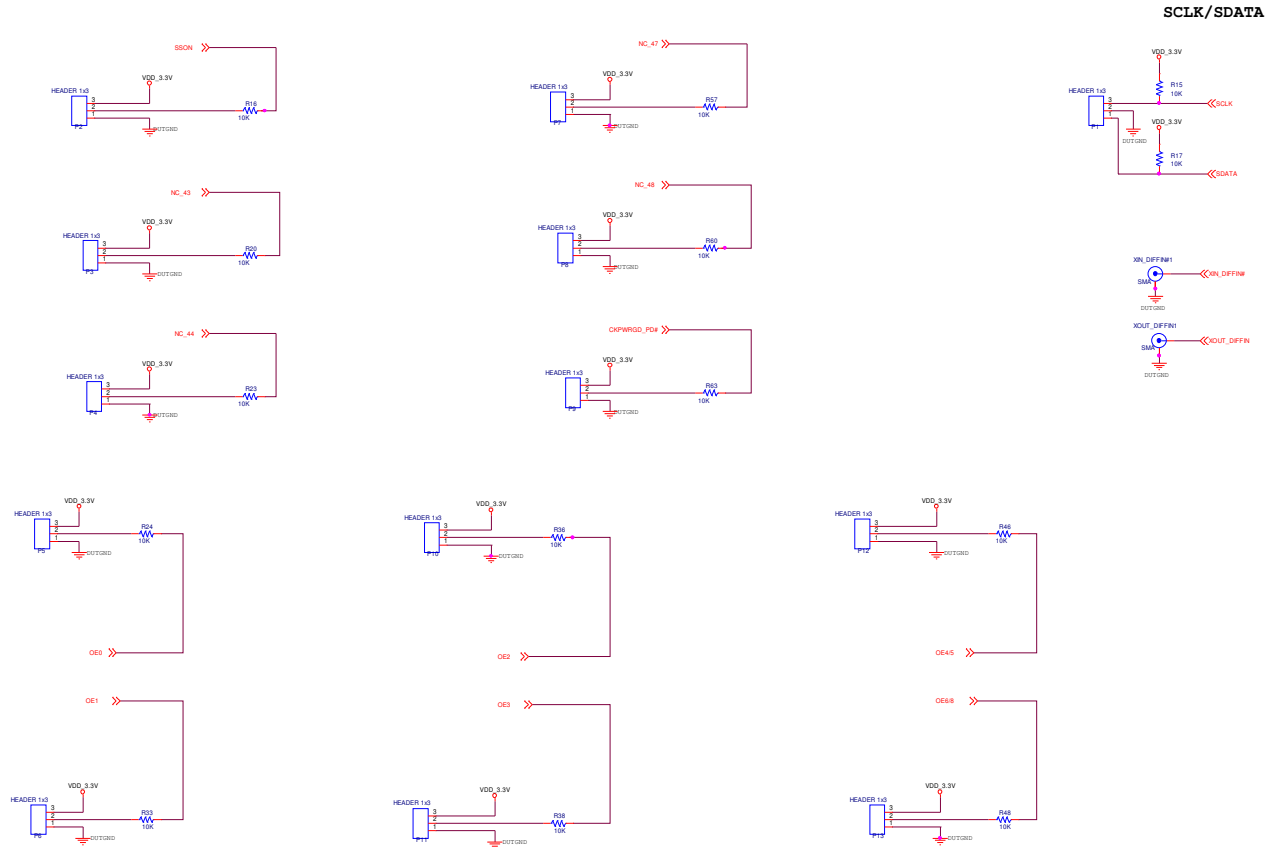 SCLK/SDATA
SSON
VDD_3.3V
HEADER 1x3
3
2
1
P2
R16
10K
DUTGND
NC_47
VDD_3.3V
HEADER 1x3
3
2
1
P7
R57
10K
DUTGND
VDD_3.3V
R15
10K
HEADER 1x3
3
2
1
P1
SCLK
VDD_3.3V
DUTGND
R17
10K
SDATA
NC_43
VDD_3.3V
HEADER 1x3
3
2
1
P3
R20
10K
DUTGND
NC_48
VDD_3.3V
HEADER 1x3
3
2
1
P8
R60
10K
DUTGND
XIN_DIFFIN#1
SMA
XIN_DIFFIN#
DUTGND
XOUT_DIFFIN1
SMA
XOUT_DIFFIN
DUTGND
NC_44
VDD_3.3V
HEADER 1x3
3
2
1
P4
R23
10K
DUTGND
CKPWRGD_PD#
VDD_3.3V
HEADER 1x3
3
2
1
P9
R63
10K
DUTGND
VDD_3.3V
HEADER 1x3
3
2
1
P5
R24
10K
DUTGND
OE0
VDD_3.3V
HEADER 1x3
3
2
1
P10
R36
10K
DUTGND
OE2
VDD_3.3V
HEADER 1x3
3
2
1
P12
R46
10K
DUTGND
OE4/5
OE1
VDD_3.3V
HEADER 1x3
3
2
1
P6
R33
10K
DUTGND
OE3
VDD_3.3V
HEADER 1x3
3
2
1
P11
R38
10K
DUTGND
OE6/8
VDD_3.3V
HEADER 1x3
3
2
1
P13
R48
10K
DUTGND